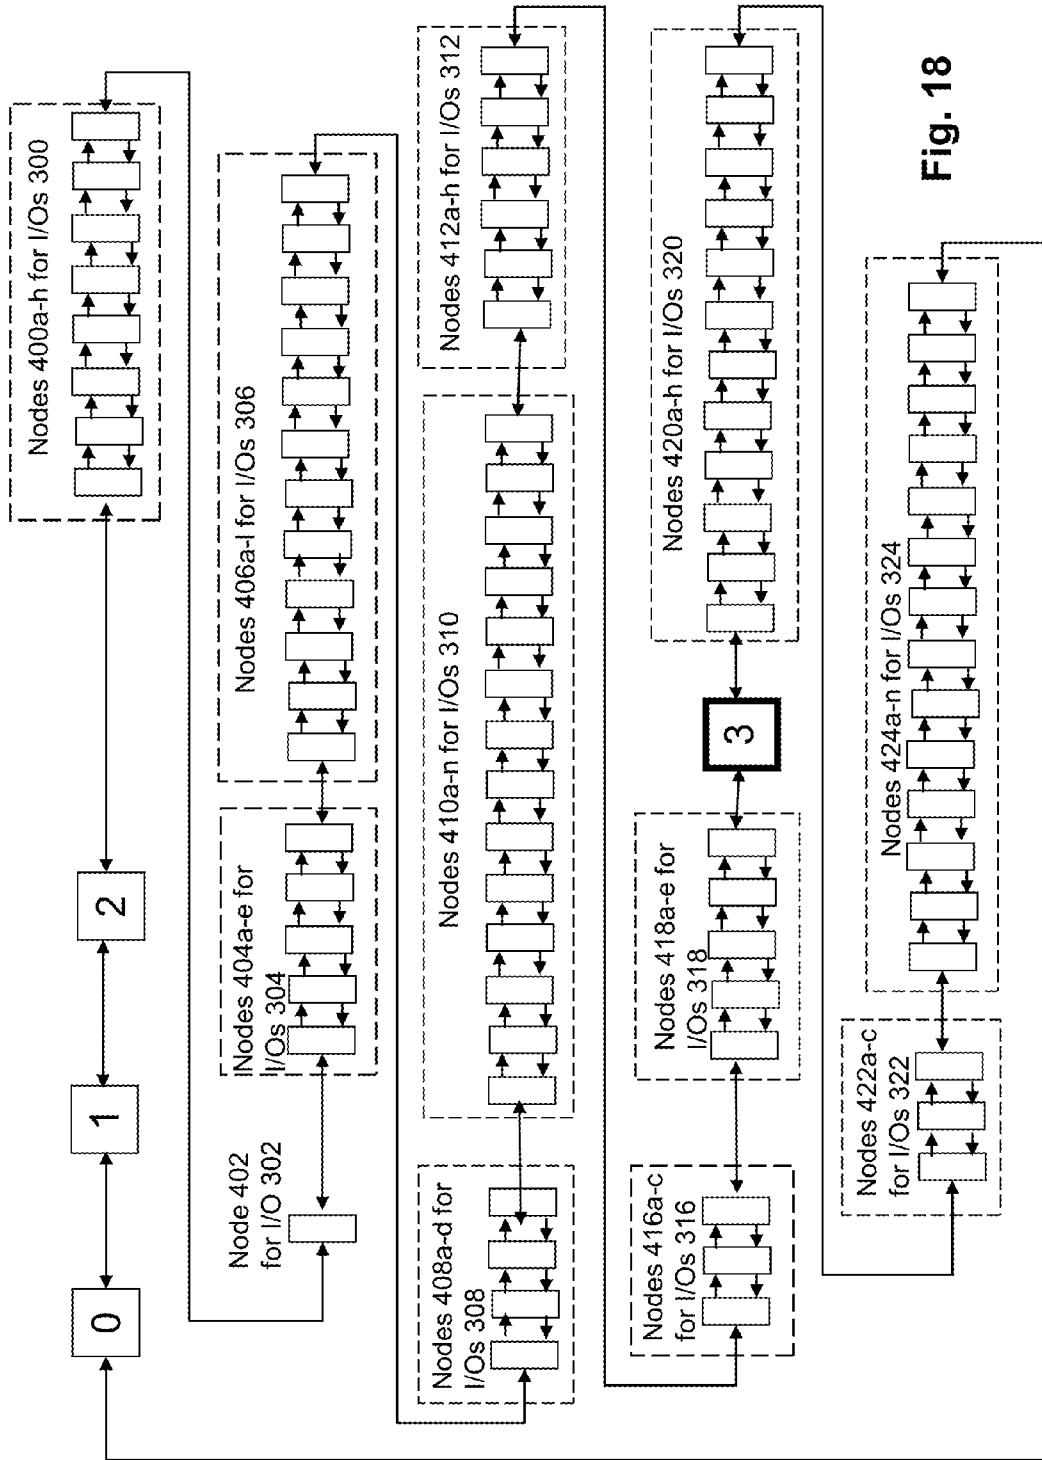 0
1
2
Nodes 400a-h for I/Os 300
Node 402
for I/O 302
Nodes 404a-e for
I/Os 304
Nodes 406a-l for I/Os 306
Nodes 408a-d for
I/Os 308
Nodes 410a-n for I/Os 310
Nodes 412a-h for I/Os 312
Nodes 416a-c
for I/Os 316
Nodes 418a-e for
I/Os 318
3
Nodes 420a-h for I/Os 320
Nodes 422a-c
for I/Os 322
Nodes 424a-n for I/Os 324
Fig. 18